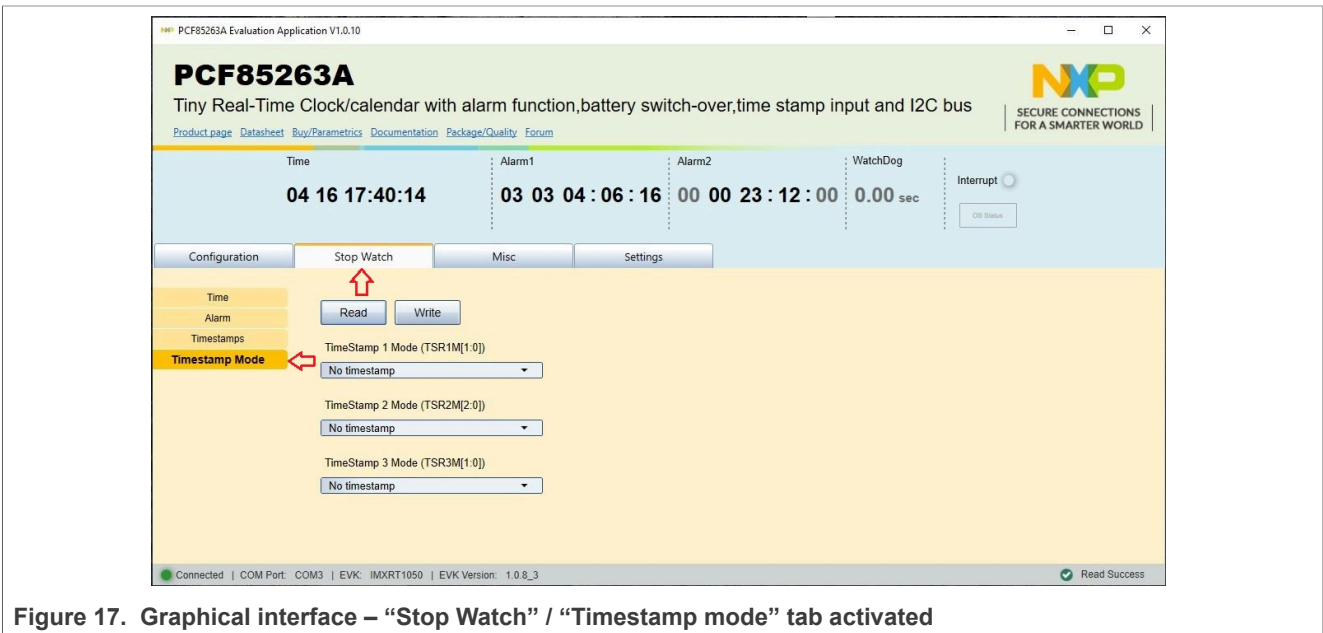 NXP PCF85263A Evaluation Application V1.0.10
PCF85263A
Tiny Real-Time Clock/calendar with alarm function,battery switch-over,time stamp input and I2C bus
Product page Datasheet Buy/Parametrics Documentation Package/Quality Forum
NXP
SECURE CONNECTIONS
FOR A SMARTER WORLD
Time Alarm1 Alarm2 WatchDog
04 16 17:40:14 03 03 04 : 06 : 16 00 00 23 : 12 : 00 0.00 sec
Interrupt
OS Status
Configuration Stop Watch Misc Settings
Time
Alarm
Timestamps
Timestamp Mode
Read Write
TimeStamp 1 Mode (TSR1M[1:0])
No timestamp
TimeStamp 2 Mode (TSR2M[2:0])
No timestamp
TimeStamp 3 Mode (TSR3M[1:0])
No timestamp
Connected | COM Port: COM3 | EVK: IMXRT1050 | EVK Version: 1.0.8_3 Read Success
Figure 17. Graphical interface – “Stop Watch” / “Timestamp mode” tab activated